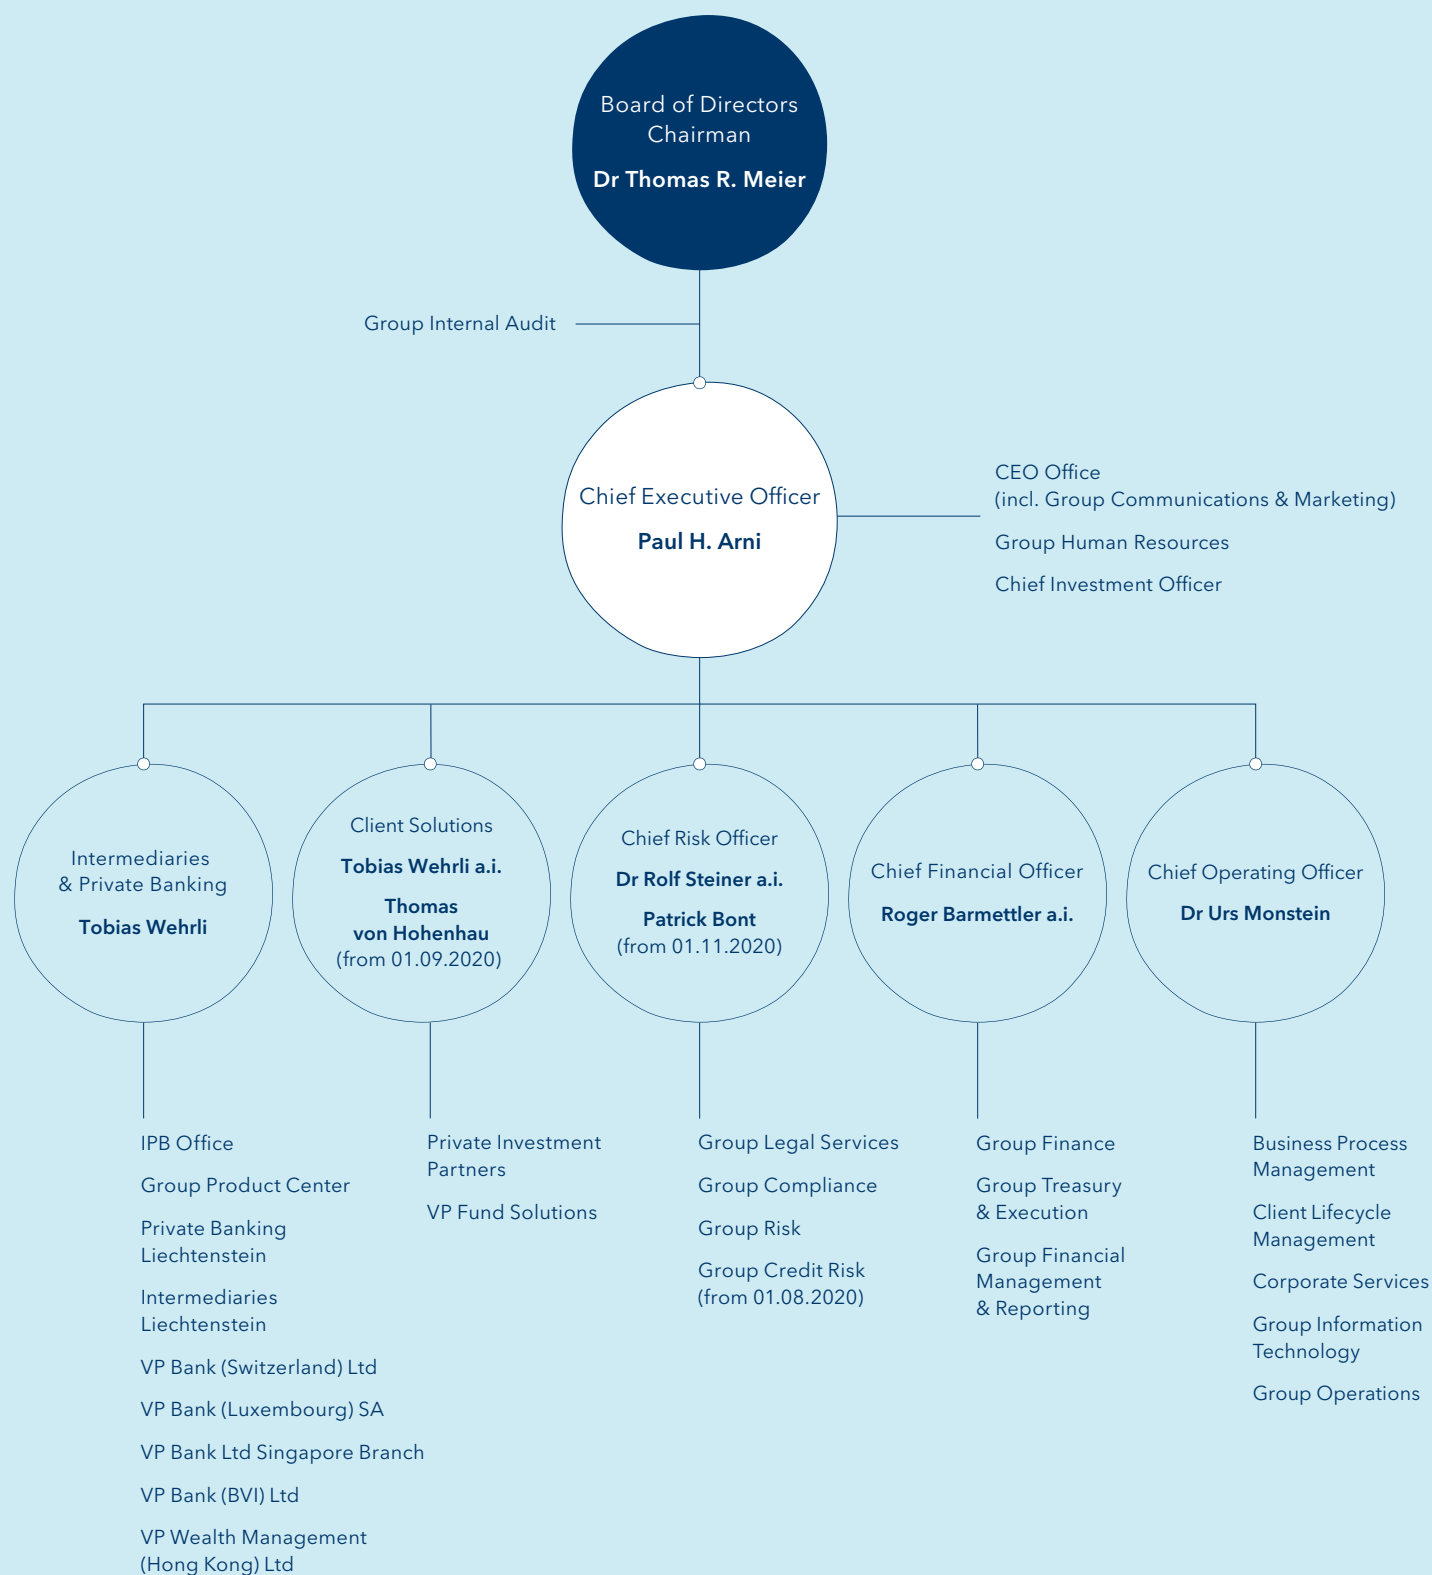 Board of Directors
Chairman
Dr Thomas R. Meier
Group Internal Audit
Chief Executive Officer
Paul H. Arni
CEO Office
(incl. Group Communications & Marketing)
Group Human Resources
Chief Investment Officer
Intermediaries
& Private Banking
Tobias Wehrli
Client Solutions
Tobias Wehrli a.i.
Thomas
von Hohenhau
(from 01.09.2020)
Chief Risk Officer
Dr Rolf Steiner a.i.
Patrick Bont
(from 01.11.2020)
Chief Financial Officer
Roger Barmettler a.i.
Chief Operating Officer
Dr Urs Monstein
IPB Office
Group Product Center
Private Banking
Liechtenstein
Intermediaries
Liechtenstein
VP Bank (Switzerland) Ltd
VP Bank (Luxembourg) SA
VP Bank Ltd Singapore Branch
VP Bank (BVI) Ltd
VP Wealth Management
(Hong Kong) Ltd
Private Investment
Partners
VP Fund Solutions
Group Legal Services
Group Compliance
Group Risk
Group Credit Risk
(from 01.08.2020)
Group Finance
Group Treasury
& Execution
Group Financial
Management
& Reporting
Business Process
Management
Client Lifecycle
Management
Corporate Services
Group Information
Technology
Group Operations